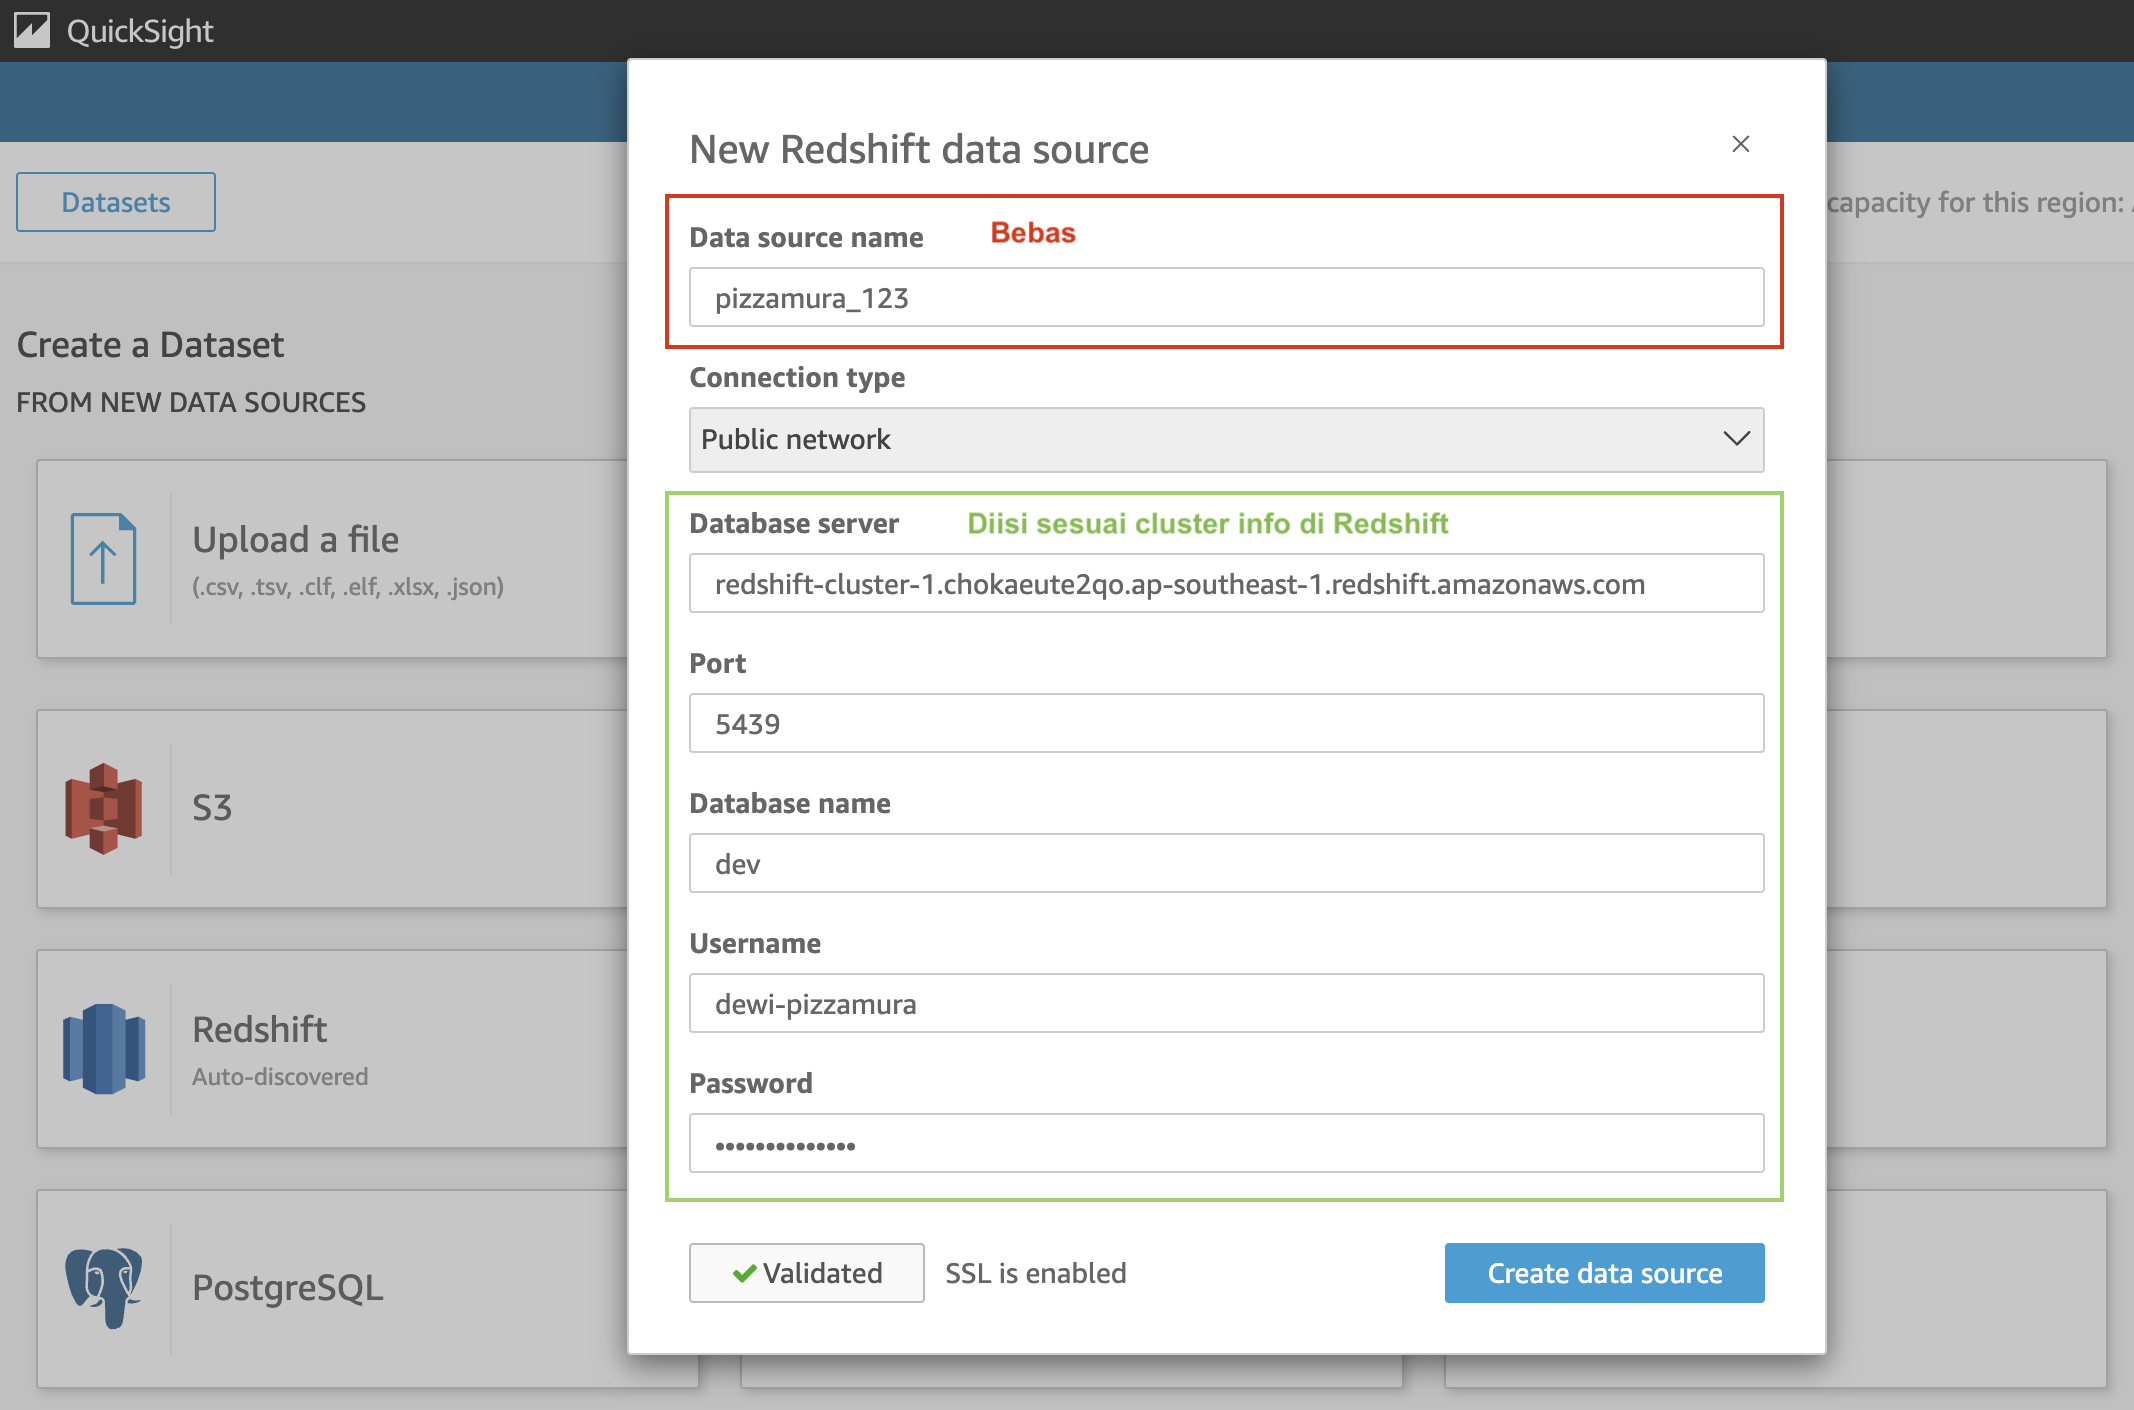 QuickSight
Datasets
capacity for this region:
Create a Dataset
FROM NEW DATA SOURCES
Upload a file
(.csv, .tsv, .clf, .elf, .xlsx, .json)
S3
Redshift
Auto-discovered
PostgreSQL
New Redshift data source
Data source name Bebas
pizzamura_123
Connection type
Public network
Database server Diisi sesuai cluster info di Redshift
redshift-cluster-1.chokaeute2qo.ap-southeast-1.redshift.amazonaws.com
Port
5439
Database name
dev
Username
dewi-pizzamura
Password
••••••••••••••
Validated SSL is enabled Create data source